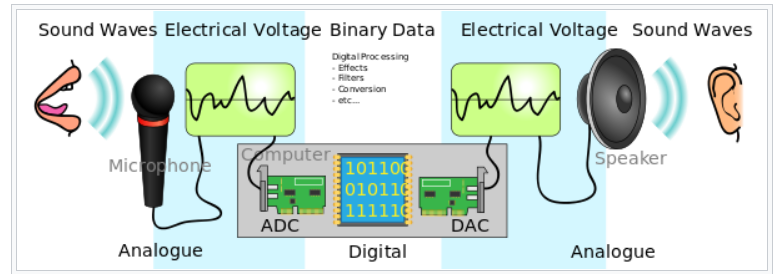 Sound Waves Electrical Voltage Binary Data Electrical Voltage Sound Waves
Digital Processing
- Effects
- Filters
- Conversion
- etc...
Microphone
Computer
Speaker
101100
010110
111110
ADC
DAC
Analogue
Digital
Analogue